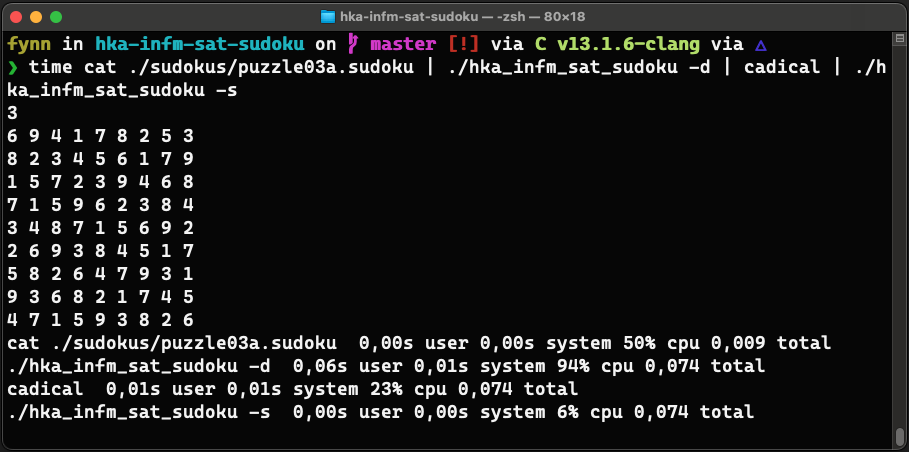 hka-infm-sat-sudoku — -zsh — 80×18
fynn in hka-infm-sat-sudoku on master [!] via C v13.1.6-clang via △
❯ time cat ./sudokus/puzzle03a.sudoku | ./hka_infm_sat_sudoku -d | cadical | ./h
ka_infm_sat_sudoku -s
3
6 9 4 1 7 8 2 5 3
8 2 3 4 5 6 1 7 9
1 5 7 2 3 9 4 6 8
7 1 5 9 6 2 3 8 4
3 4 8 7 1 5 6 9 2
2 6 9 3 8 4 5 1 7
5 8 2 6 4 7 9 3 1
9 3 6 8 2 1 7 4 5
4 7 1 5 9 3 8 2 6
cat ./sudokus/puzzle03a.sudoku  0,00s user 0,00s system 50% cpu 0,009 total
./hka_infm_sat_sudoku -d  0,06s user 0,01s system 94% cpu 0,074 total
cadical  0,01s user 0,01s system 23% cpu 0,074 total
./hka_infm_sat_sudoku -s  0,00s user 0,00s system 6% cpu 0,074 total